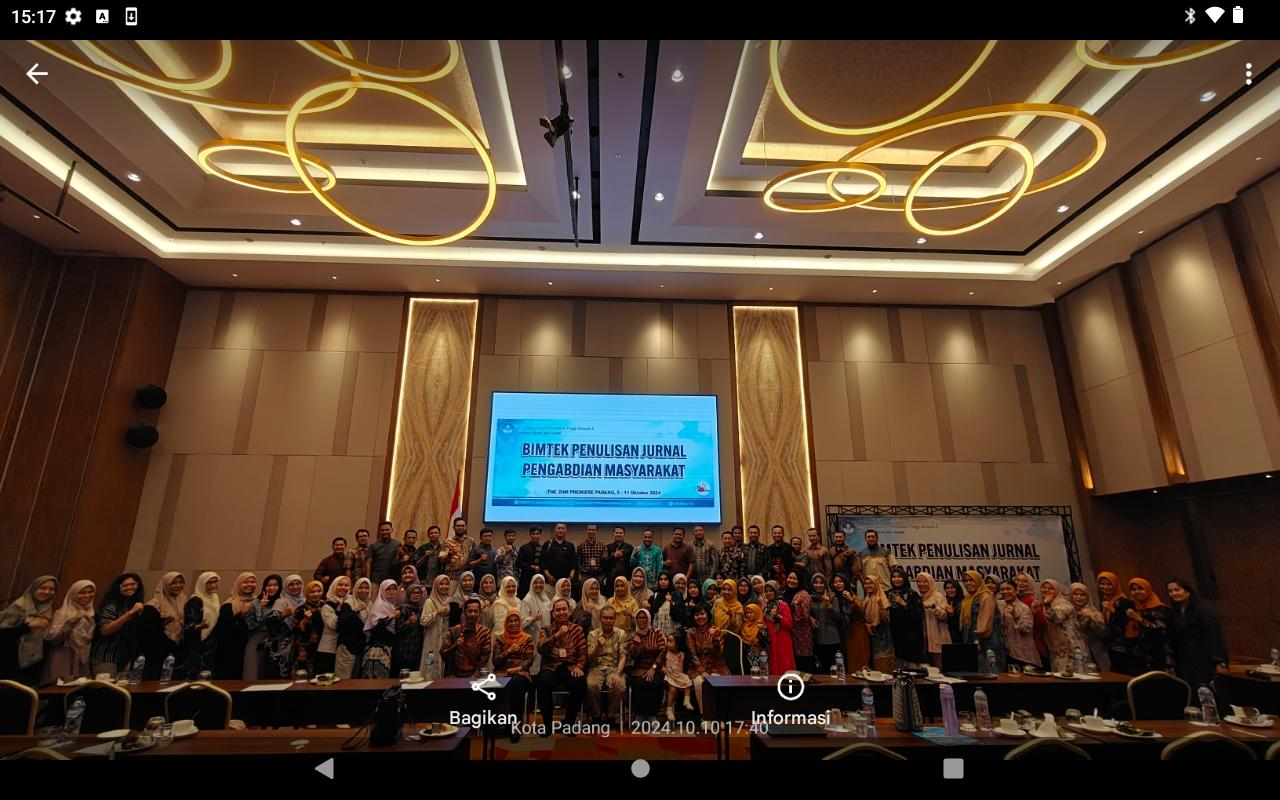 15:17
BIMTEK PENULISAN JURNAL
PENGABDIAN MASYARAKAT
THE ZHM PREMIERE PADANG, 9 - 11 Oktober 2024
BIMTEK PENULISAN JURNAL
Bagikan
Informasi
Kota Padang | 2024.10.10 17:40